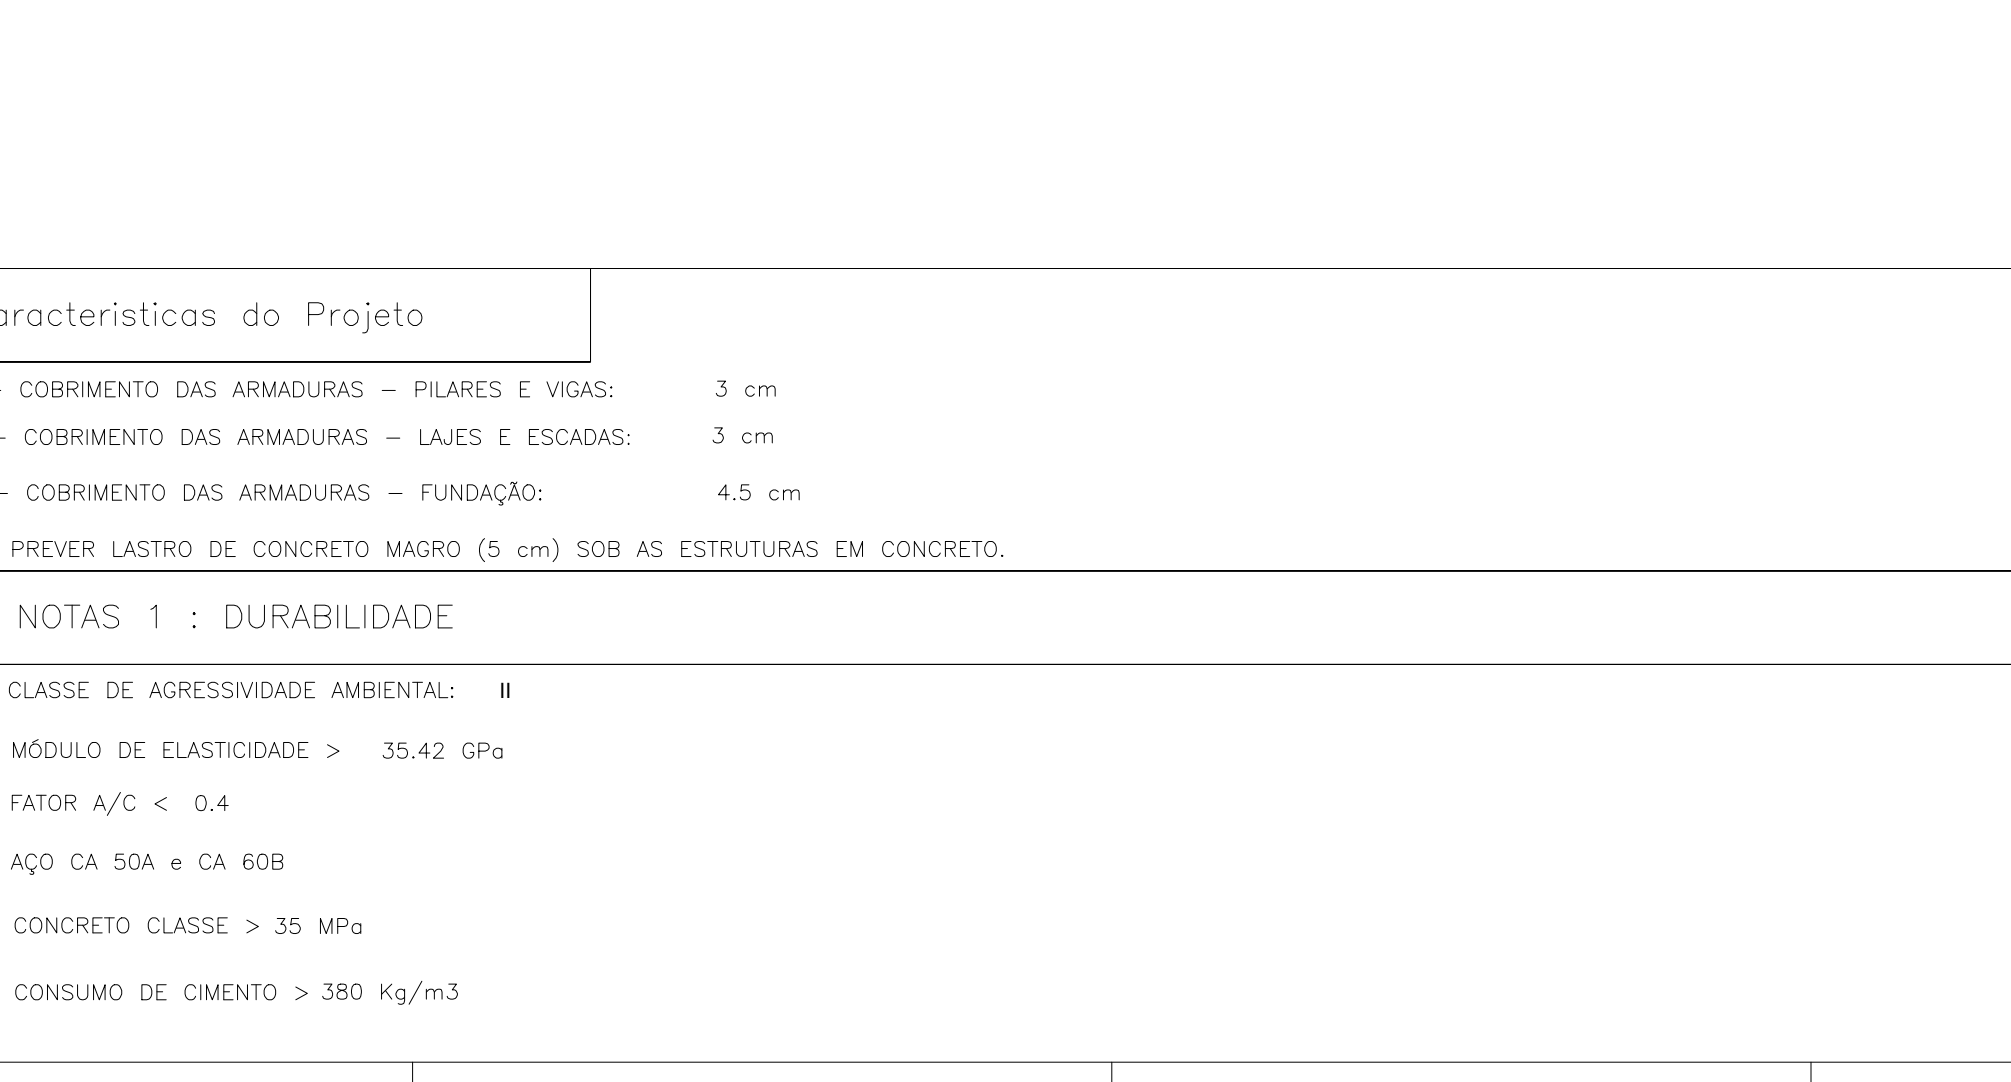 aracteristicas do Projeto
- COBRIMENTO DAS ARMADURAS – PILARES E VIGAS: 3 cm
- COBRIMENTO DAS ARMADURAS – LAJES E ESCADAS: 3 cm
- COBRIMENTO DAS ARMADURAS – FUNDAÇÃO: 4.5 cm
PREVER LASTRO DE CONCRETO MAGRO (5 cm) SOB AS ESTRUTURAS EM CONCRETO.
NOTAS 1 : DURABILIDADE
CLASSE DE AGRESSIVIDADE AMBIENTAL: II
MÓDULO DE ELASTICIDADE > 35.42 GPa
FATOR A/C < 0.4
AÇO CA 50A e CA 60B
CONCRETO CLASSE > 35 MPa
CONSUMO DE CIMENTO > 380 Kg/m3